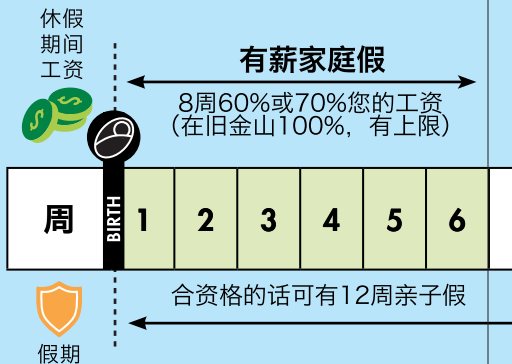 休假
期间
工资
有薪家庭假
8周60%或70%您的工资
（在旧金山100%，有上限）
周 BIRTH 1 2 3 4 5 6
合资格的话可有12周亲子假
假期